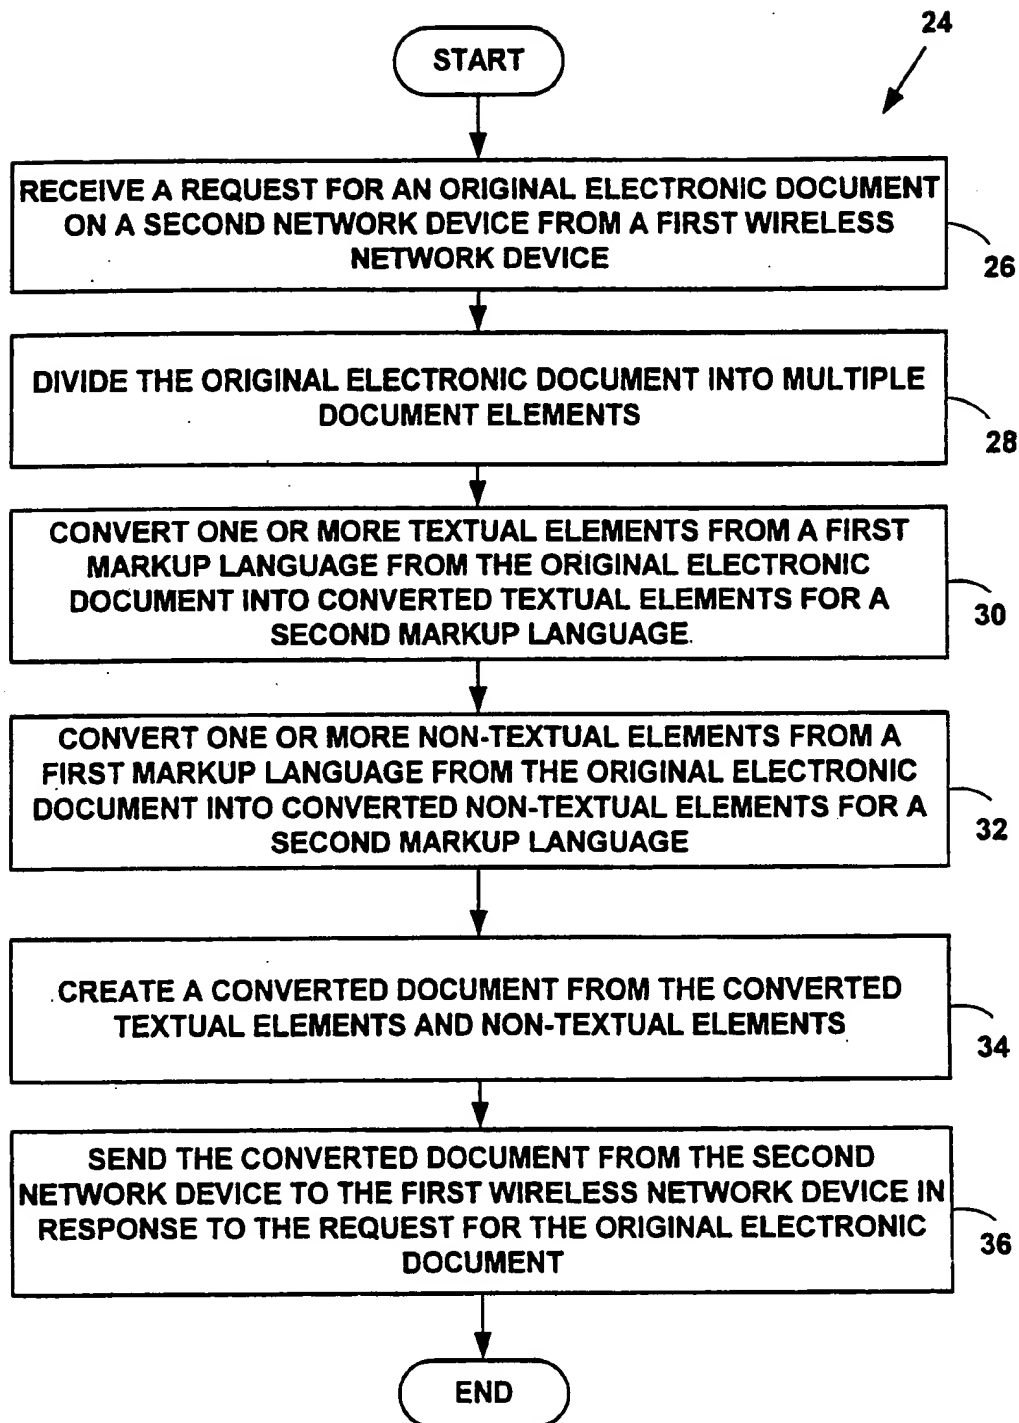 24
START
RECEIVE A REQUEST FOR AN ORIGINAL ELECTRONIC DOCUMENT
ON A SECOND NETWORK DEVICE FROM A FIRST WIRELESS
NETWORK DEVICE
26
DIVIDE THE ORIGINAL ELECTRONIC DOCUMENT INTO MULTIPLE
DOCUMENT ELEMENTS
28
CONVERT ONE OR MORE TEXTUAL ELEMENTS FROM A FIRST
MARKUP LANGUAGE FROM THE ORIGINAL ELECTRONIC
DOCUMENT INTO CONVERTED TEXTUAL ELEMENTS FOR A
SECOND MARKUP LANGUAGE
30
CONVERT ONE OR MORE NON-TEXTUAL ELEMENTS FROM A
FIRST MARKUP LANGUAGE FROM THE ORIGINAL ELECTRONIC
DOCUMENT INTO CONVERTED NON-TEXTUAL ELEMENTS FOR A
SECOND MARKUP LANGUAGE
32
CREATE A CONVERTED DOCUMENT FROM THE CONVERTED
TEXTUAL ELEMENTS AND NON-TEXTUAL ELEMENTS
34
SEND THE CONVERTED DOCUMENT FROM THE SECOND
NETWORK DEVICE TO THE FIRST WIRELESS NETWORK DEVICE IN
RESPONSE TO THE REQUEST FOR THE ORIGINAL ELECTRONIC
DOCUMENT
36
END